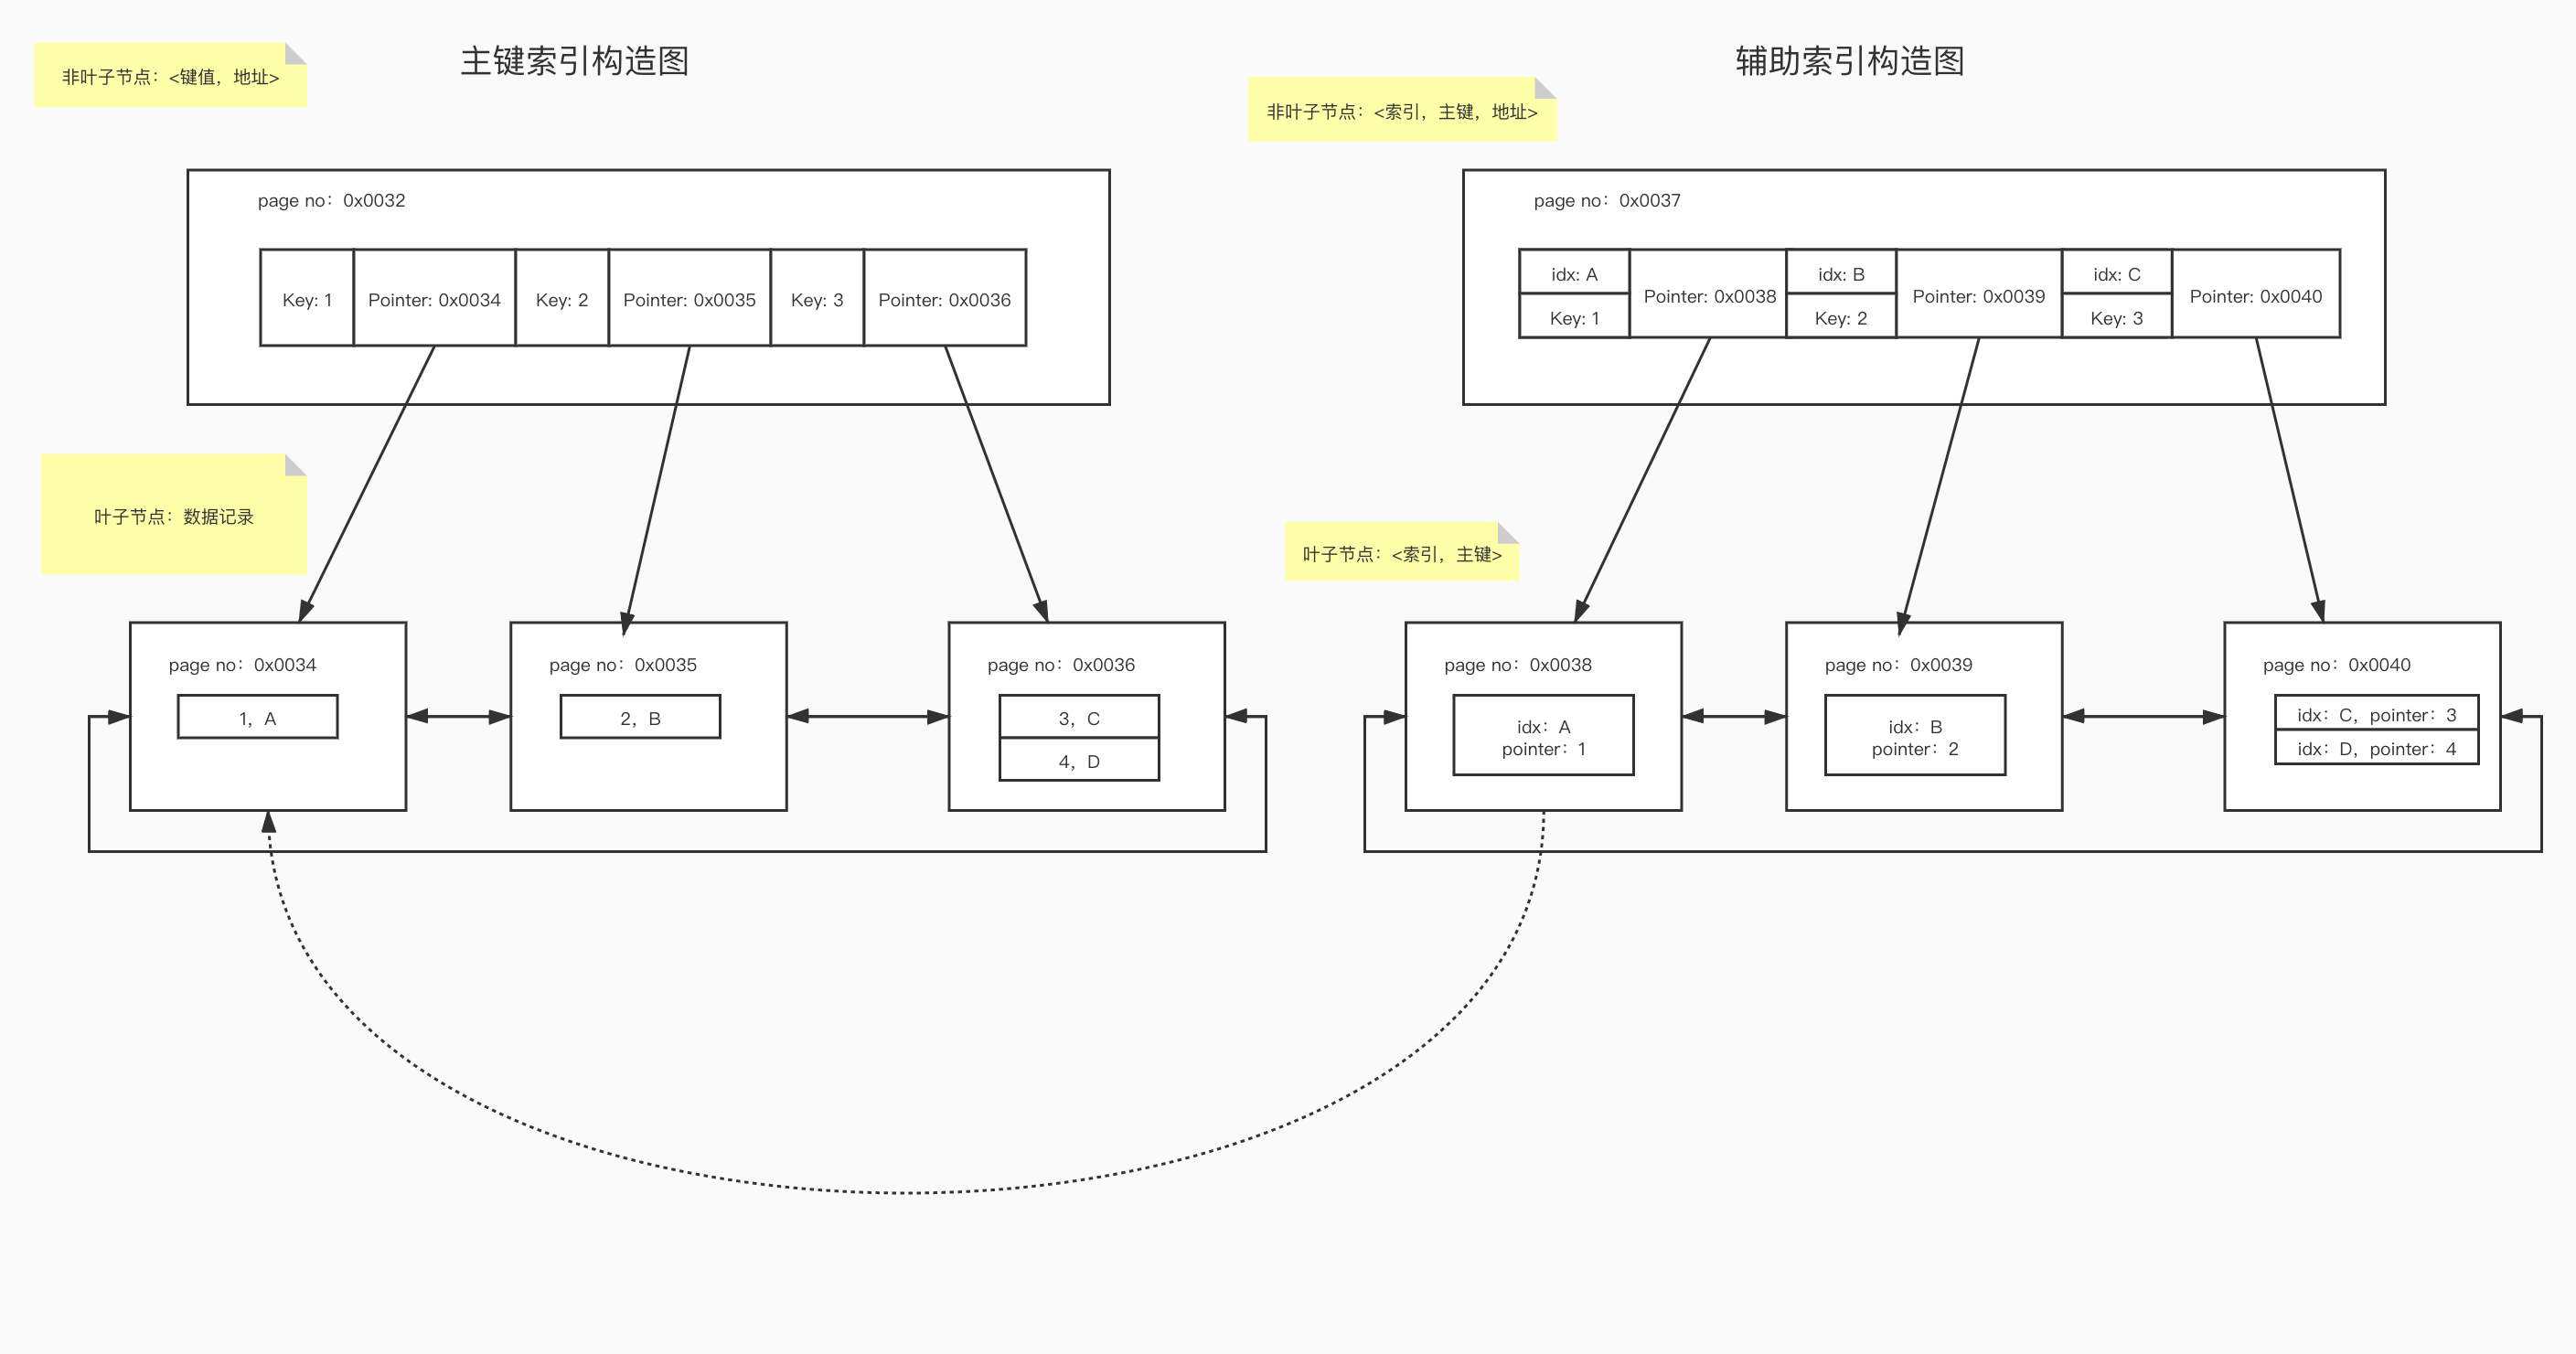 主键索引构造图
非叶子节点：<键值，地址>
page no：0x0032
Key: 1
Pointer: 0x0034
Key: 2
Pointer: 0x0035
Key: 3
Pointer: 0x0036
叶子节点：数据记录
page no：0x0034
1，A
page no：0x0035
2，B
page no：0x0036
3，C
4，D
辅助索引构造图
非叶子节点：<索引，主键，地址>
page no：0x0037
idx: A
Key: 1
Pointer: 0x0038
idx: B
Key: 2
Pointer: 0x0039
idx: C
Key: 3
Pointer: 0x0040
叶子节点：<索引，主键>
page no：0x0038
idx：A
pointer：1
page no：0x0039
idx：B
pointer：2
page no：0x0040
idx：C，pointer：3
idx：D，pointer：4